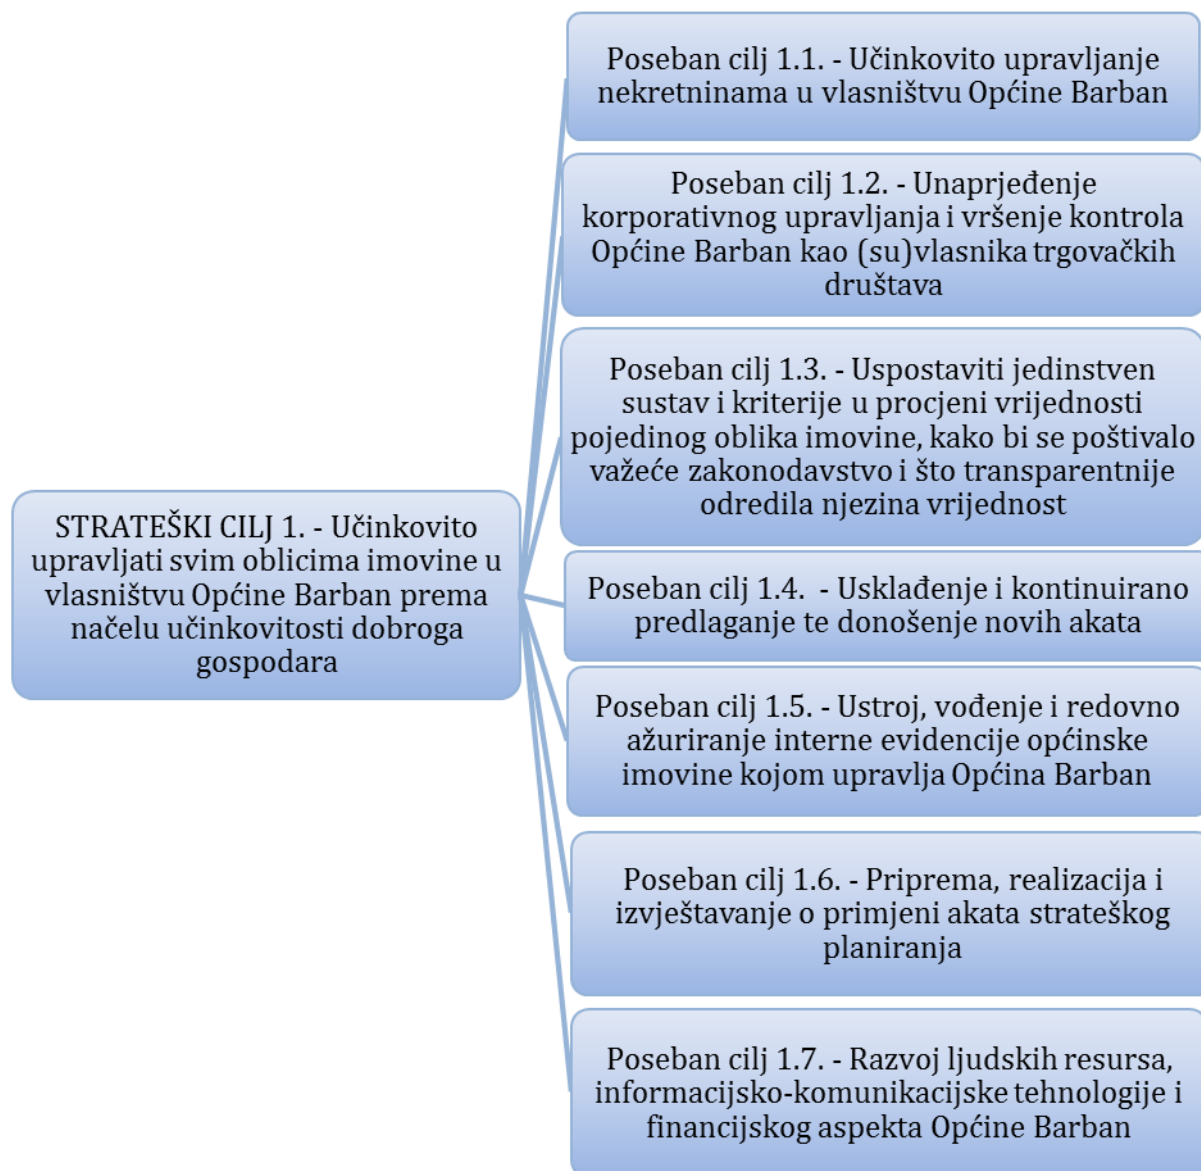 Poseban cilj 1.1. - Učinkovito upravljanje
nekretninama u vlasništvu Općine Barban
Poseban cilj 1.2. - Unaprjeđenje
korporativnog upravljanja i vršenje kontrola
Općine Barban kao (su)vlasnika trgovačkih
društava
Poseban cilj 1.3. - Uspostaviti jedinstven
sustav i kriterije u procjeni vrijednosti
pojedinog oblika imovine, kako bi se poštivalo
važeće zakonodavstvo i što transparentnije
odredila njezina vrijednost
STRATEŠKI CILJ 1. - Učinkovito
upravljati svim oblicima imovine u
vlasništvu Općine Barban prema
načelu učinkovitosti dobroga
gospodara
Poseban cilj 1.4. - Usklađenje i kontinuirano
predlaganje te donošenje novih akata
Poseban cilj 1.5. - Ustroj, vođenje i redovno
ažuriranje interne evidencije općinske
imovine kojom upravlja Općina Barban
Poseban cilj 1.6. - Priprema, realizacija i
izvještavanje o primjeni akata strateškog
planiranja
Poseban cilj 1.7. - Razvoj ljudskih resursa,
informacijsko-komunikacijske tehnologije i
financijskog aspekta Općine Barban